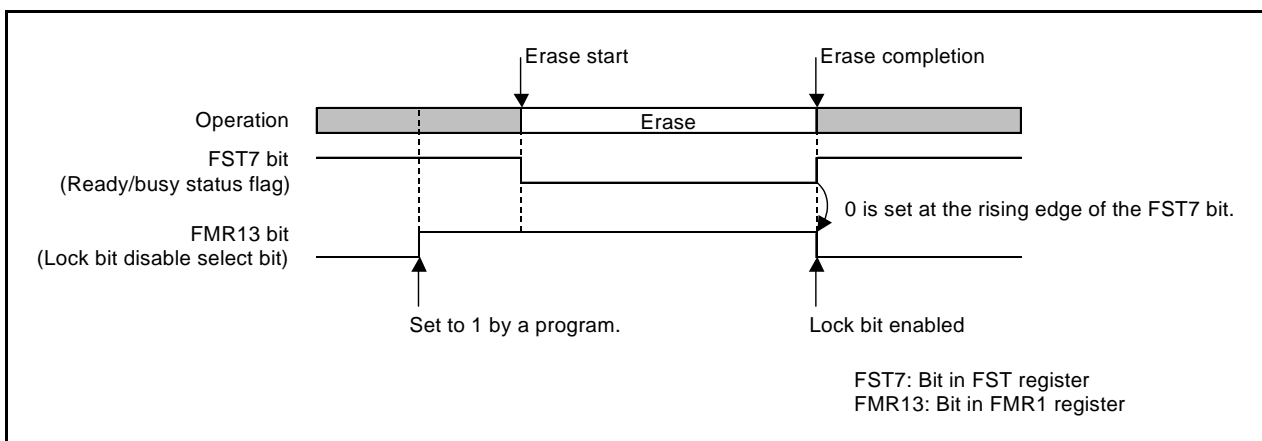 Erase start
Erase completion
Operation
Erase
FST7 bit
(Ready/busy status flag)
0 is set at the rising edge of the FST7 bit.
FMR13 bit
(Lock bit disable select bit)
Set to 1 by a program.
Lock bit enabled
FST7: Bit in FST register
FMR13: Bit in FMR1 register